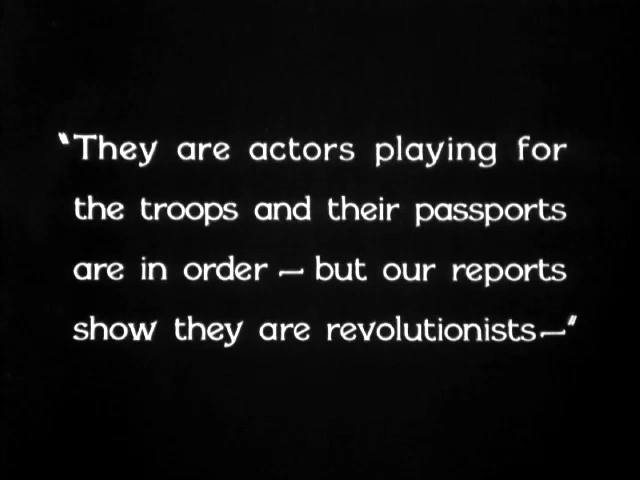 "They are actors playing for
the troops and their passports
are in order — but our reports
show they are revolutionists—"